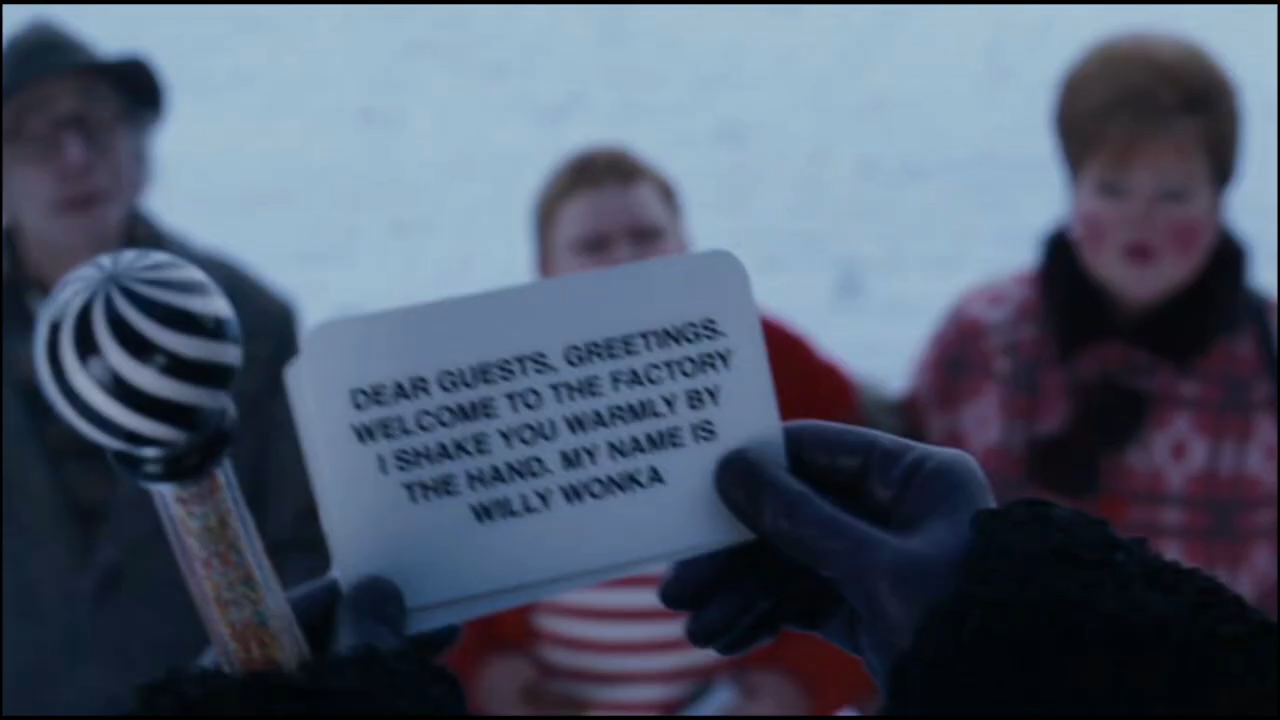 DEAR GUESTS, GREETINGS.
WELCOME TO THE FACTORY
I SHAKE YOU WARMLY BY
THE HAND. MY NAME IS
WILLY WONKA